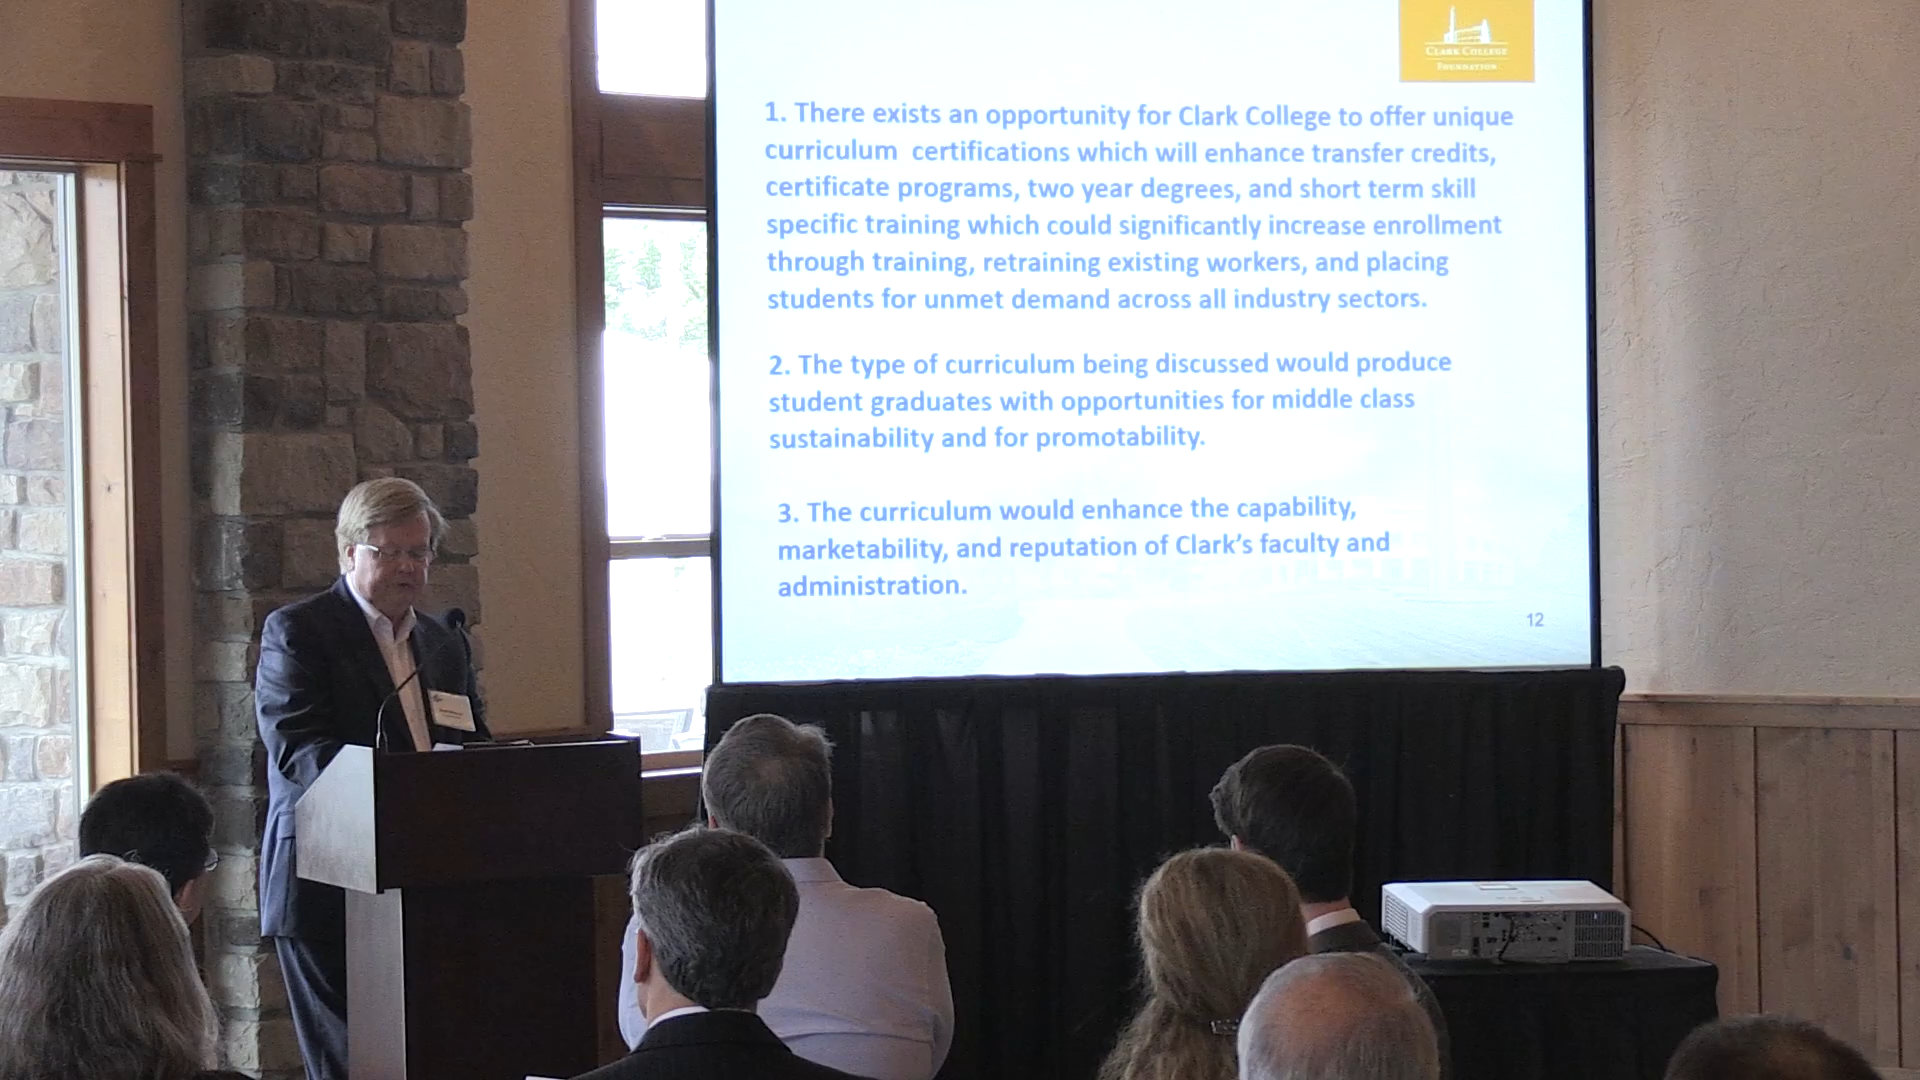 CLARK COLLEGE
FOUNDATION
1. There exists an opportunity for Clark College to offer unique
curriculum certifications which will enhance transfer credits,
certificate programs, two year degrees, and short term skill
specific training which could significantly increase enrollment
through training, retraining existing workers, and placing
students for unmet demand across all industry sectors.
2. The type of curriculum being discussed would produce
student graduates with opportunities for middle class
sustainability and for promotability.
3. The curriculum would enhance the capability,
marketability, and reputation of Clark's faculty and
administration.
12